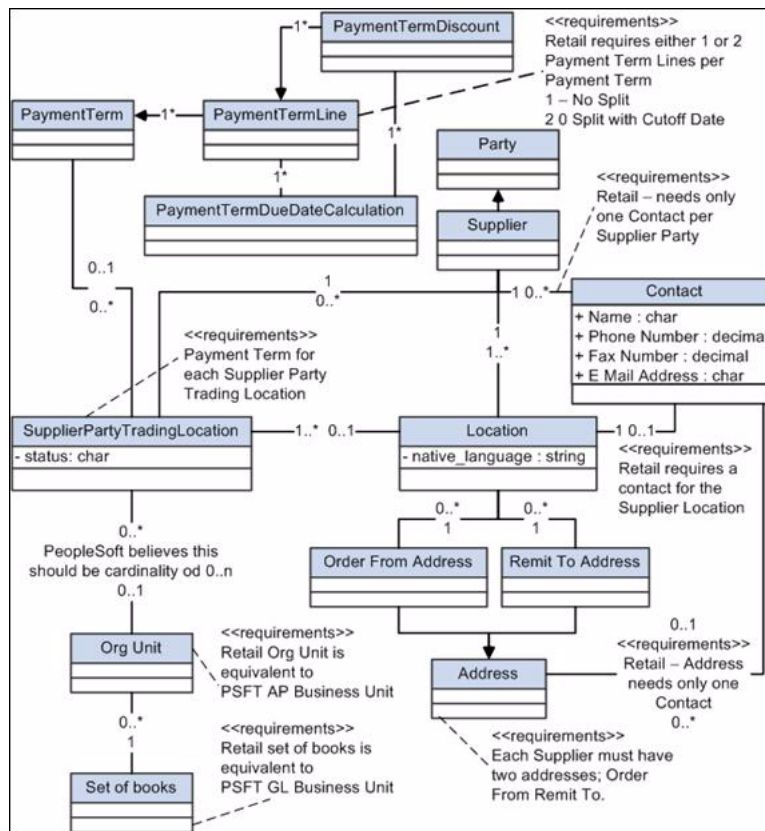 PaymentTermDiscount
<<requirements>>
Retail requires either 1 or 2
Payment Term Lines per
Payment Term
1 – No Split
2 0 Split with Cutoff Date
1*
PaymentTerm
1*
PaymentTermLine
1*
1*
PaymentTermDueDateCalculation
Party
Supplier
<<requirements>>
Retail – needs only
one Contact per
Supplier Party
0..1
0..*
1
0..*
1 0..*
Contact
+ Name : char
+ Phone Number : decimal
+ Fax Number : decimal
+ E Mail Address : char
<<requirements>>
Payment Term for
each Supplier Party
Trading Location
1
1..*
SupplierPartyTradingLocation
- status: char
1..* 0..1
Location
- native_language : string
1 0..1
<<requirements>>
Retail requires a
contact for the
Supplier Location
0..*
PeopleSoft believes this
should be cardinality od 0..n
0..1
0..* 0..*
1 1
Order From Address
Remit To Address
Org Unit
<<requirements>>
Retail Org Unit is
equivalent to
PSFT AP Business Unit
Address
0..1
<<requirements>>
Retail – Address
needs only one
Contact
0..*
0..*
1
<<requirements>>
Retail set of books is
equivalent to
PSFT GL Business Unit
Set of books
<<requirements>>
Each Supplier must have
two addresses; Order
From Remit To.